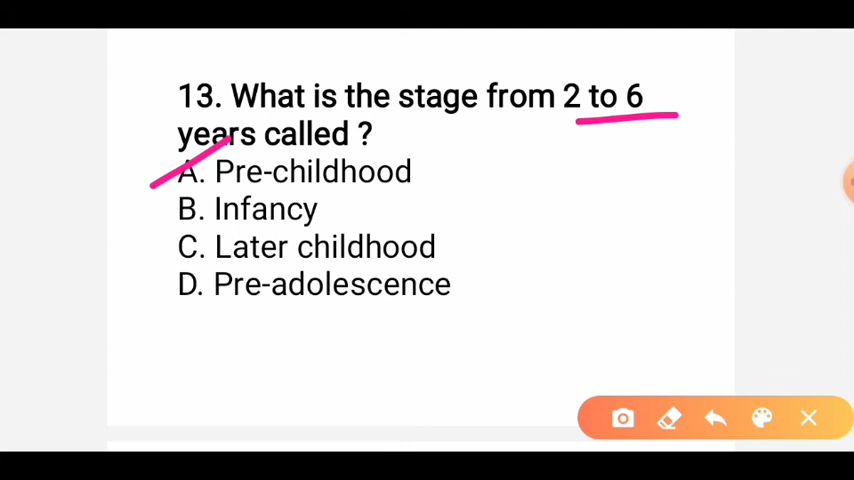 13. What is the stage from 2 to 6
years called ?
A. Pre-childhood
B. Infancy
C. Later childhood
D. Pre-adolescence